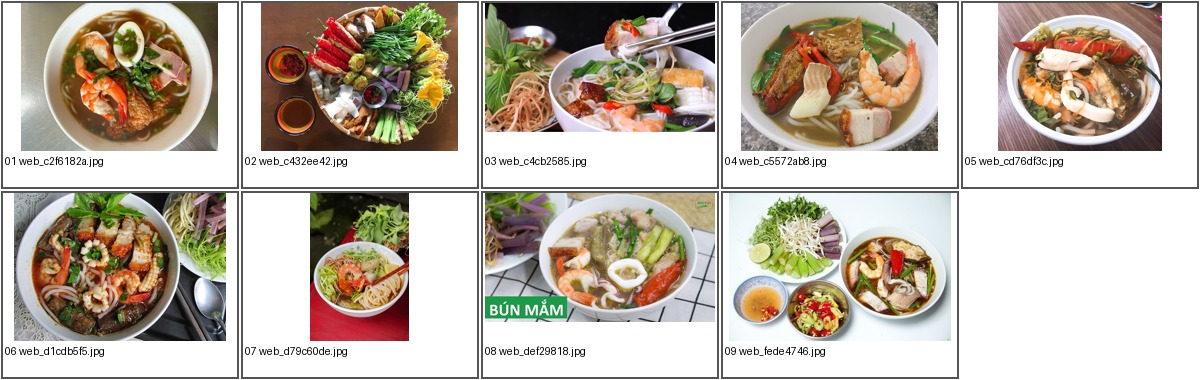 01 web_c2f6182a.jpg
02 web_c432ee42.jpg
03 web_c4cb2585.jpg
04 web_c5572ab8.jpg
05 web_cd76df3c.jpg
06 web_d1cdb5f5.jpg
07 web_d79c60de.jpg
08 web_def29818.jpg
BÚN MẮM
09 web_fede4746.jpg